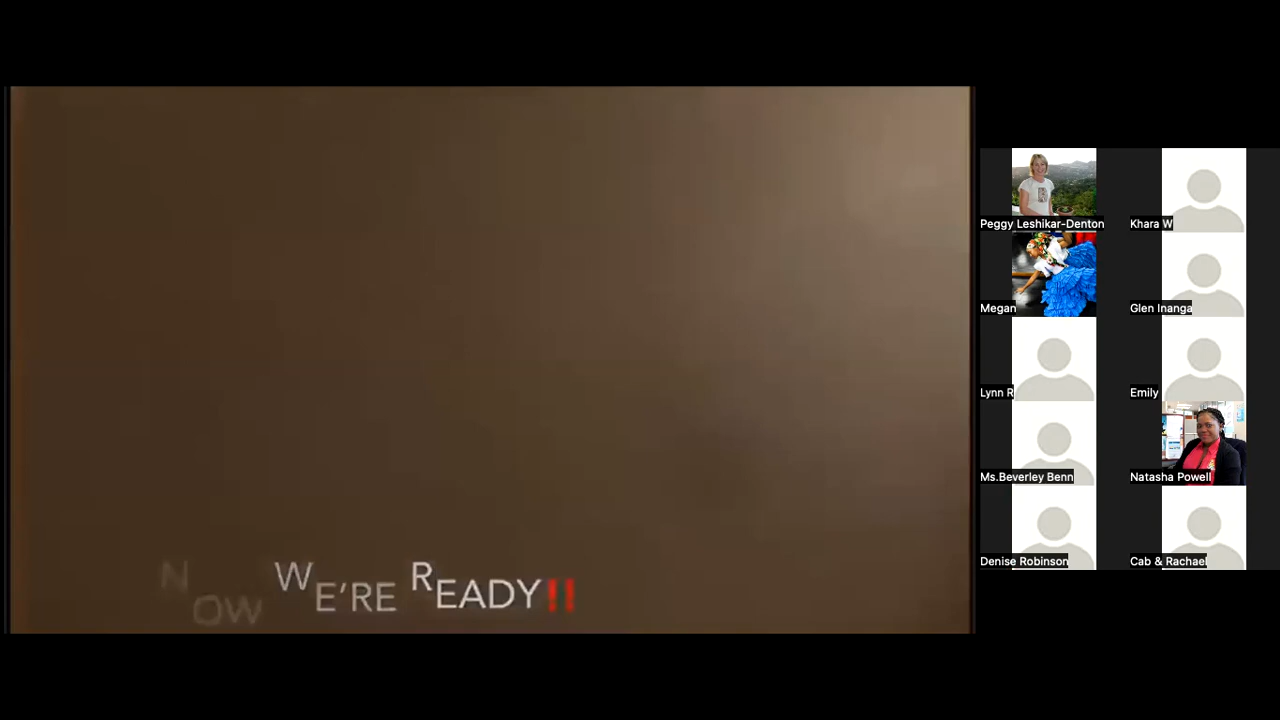 NOW WE'RE READY!!
Peggy Leshikar-Denton
Khara W
Megan
Glen Inanga
Lynn R
Emily
Ms.Beverley Benn
Natasha Powell
Denise Robinson
Cab & Rachael